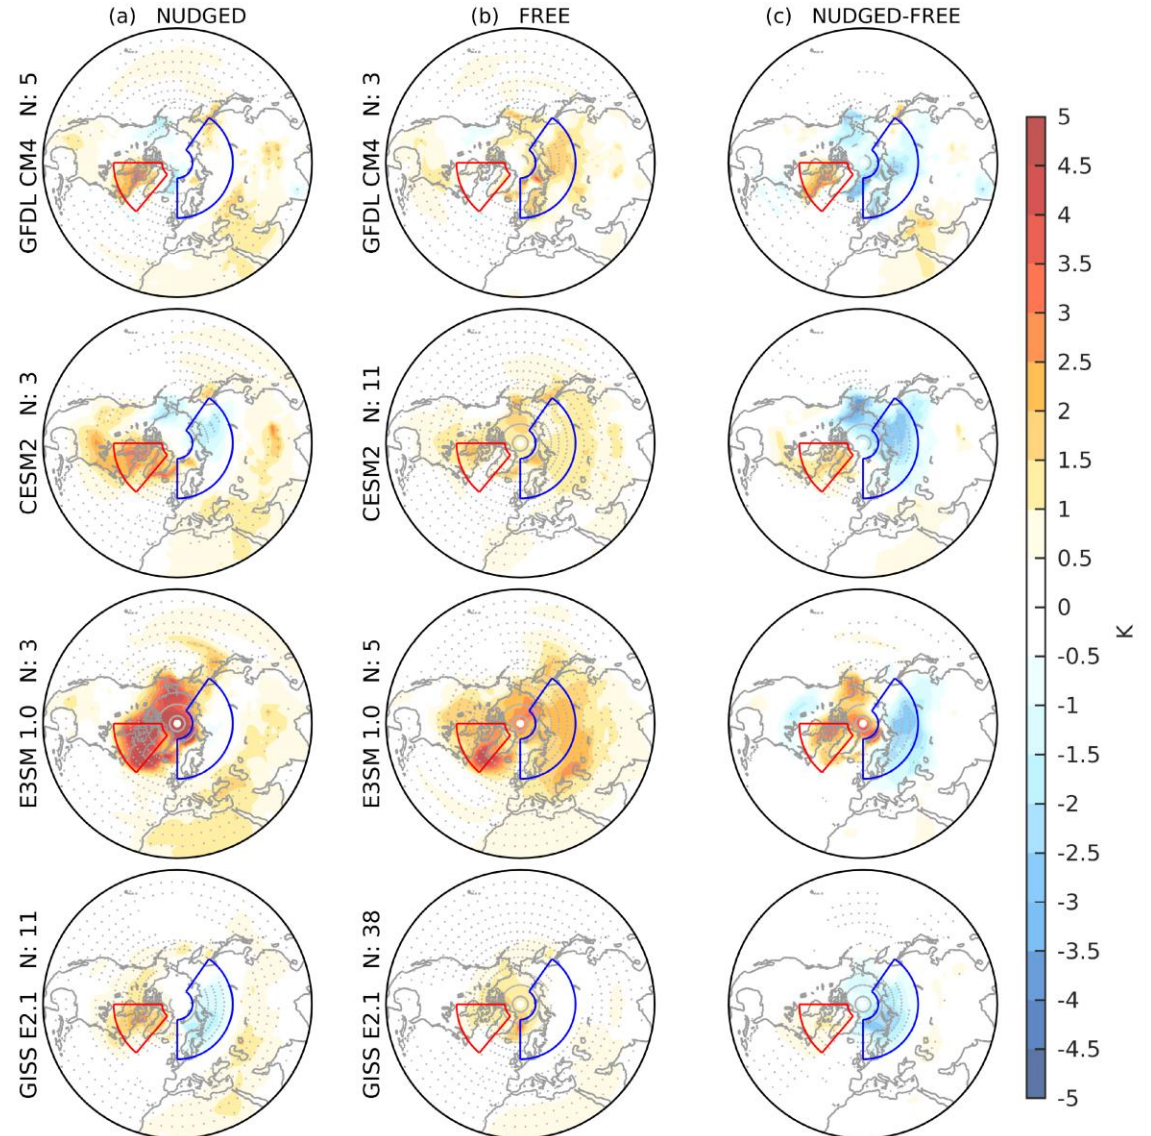 (a) NUDGED
(b) FREE
(c) NUDGED-FREE
GFDL CM4 N: 5
GFDL CM4 N: 3
CESM2 N: 3
CESM2 N: 11
E3SM 1.0 N: 3
E3SM 1.0 N: 5
GISS E2.1 N: 11
GISS E2.1 N: 38
5
4.5
4
3.5
3
2.5
2
1.5
1
0.5
0
-0.5
-1
-1.5
-2
-2.5
-3
-3.5
-4
-4.5
-5
K